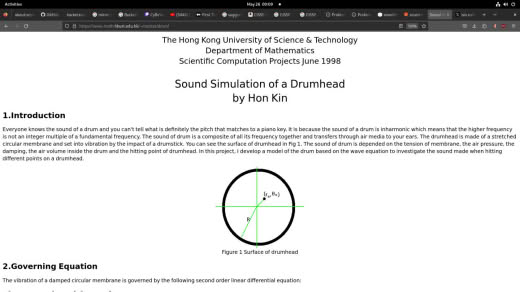 Activities
May 26 09:09
The Hong Kong University of Science & Technology
Department of Mathematics
Scientific Computation Projects June 1998
Sound Simulation of a Drumhead
by Hon Kin
1.Introduction
Everyone knows the sound of a drum and you can't tell what is definitely the pitch that matches to a piano key. It is because the sound of a drum is inharmonic which means that the higher frequency
is not an integer multiple of a fundamental frequency. The sound of a drum is a composite of all its frequency together and transfers through air media to your ears. The drumhead is made of a stretched
circular membrane and set into vibration by the impact of a drumstick. You can see the surface of drumhead in Fig 1. The sound of drum is depended on the tension of membrane, the air pressure, the
damping, the air volume inside the drum and the hitting point of drumhead. In this project, I develop a model of the drum based on the wave equation to investigate the sound made when hitting
different points on a drumhead.
R
Figure 1 Surface of drumhead
2.Governing Equation
The vibration of a damped circular membrane is governed by the following second order linear differential equation: